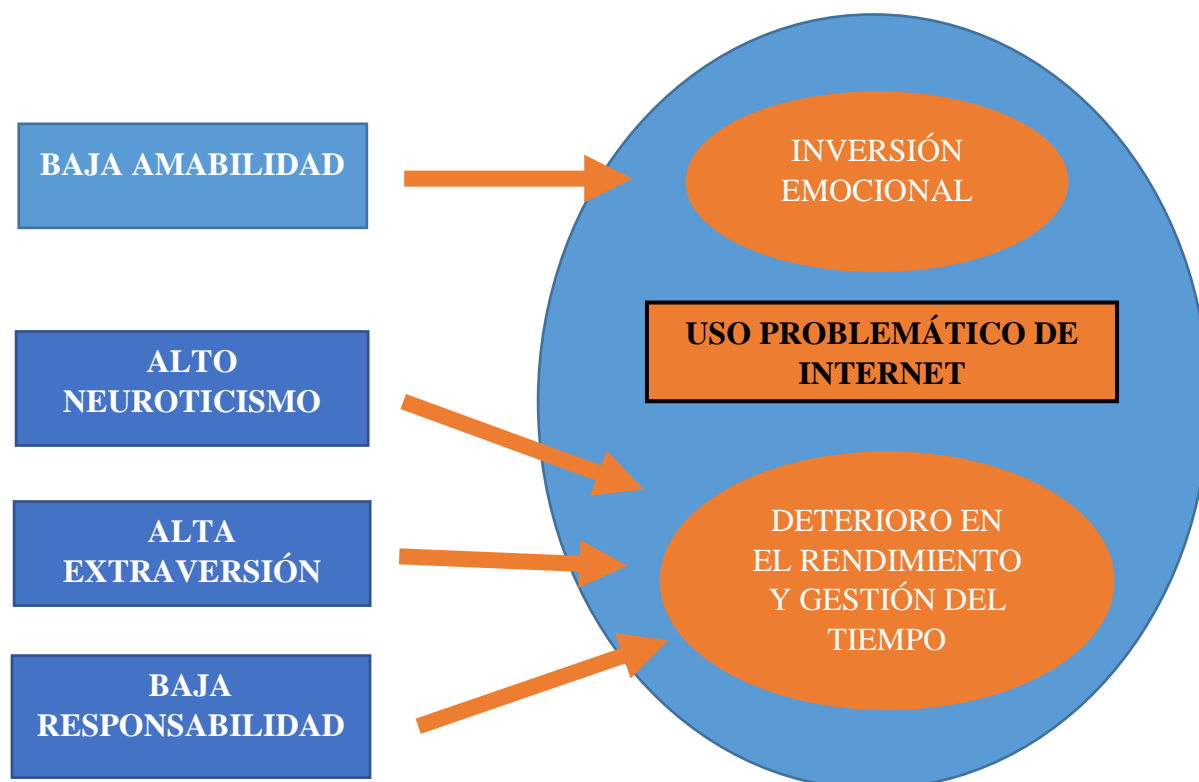 BAJA AMABILIDAD
INVERSIÓN
EMOCIONAL
USO PROBLEMÁTICO DE
INTERNET
ALTO
NEUROTICISMO
ALTA
EXTRAVERSIÓN
DETERIORO EN
EL RENDIMIENTO
Y GESTIÓN DEL
TIEMPO
BAJA
RESPONSABILIDAD